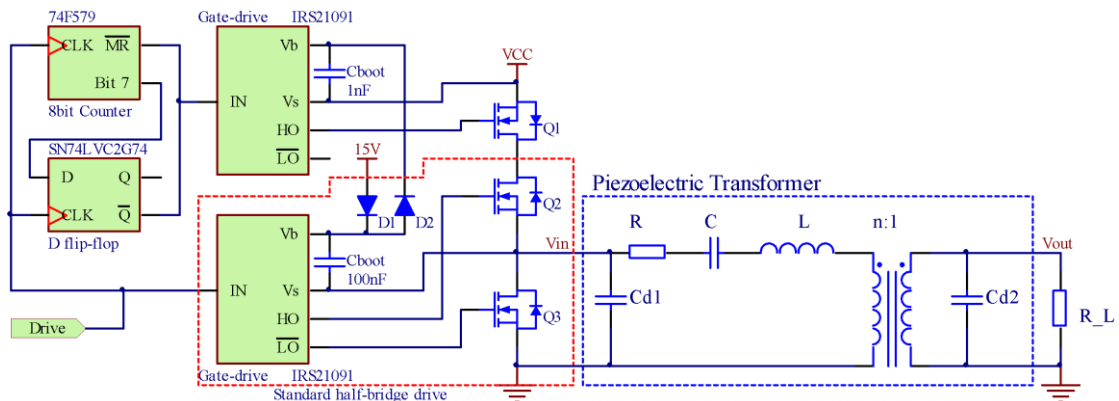 74F579
CLK
MR
Bit 7
8bit Counter
SN74LVC2G74
D
Q
CLK
Q
D flip-flop
Drive
Gate-drive IRS21091
Vb
Cboot
1nF
IN
Vs
HO
LO
15V
D1
D2
Vb
Cboot
100nF
IN
Vs
HO
LO
Gate-drive IRS21091
Standard half-bridge drive
VCC
Q1
Q2
Q3
Vin
Piezoelectric Transformer
R
C
L
n:1
Cd1
Cd2
Vout
R_L